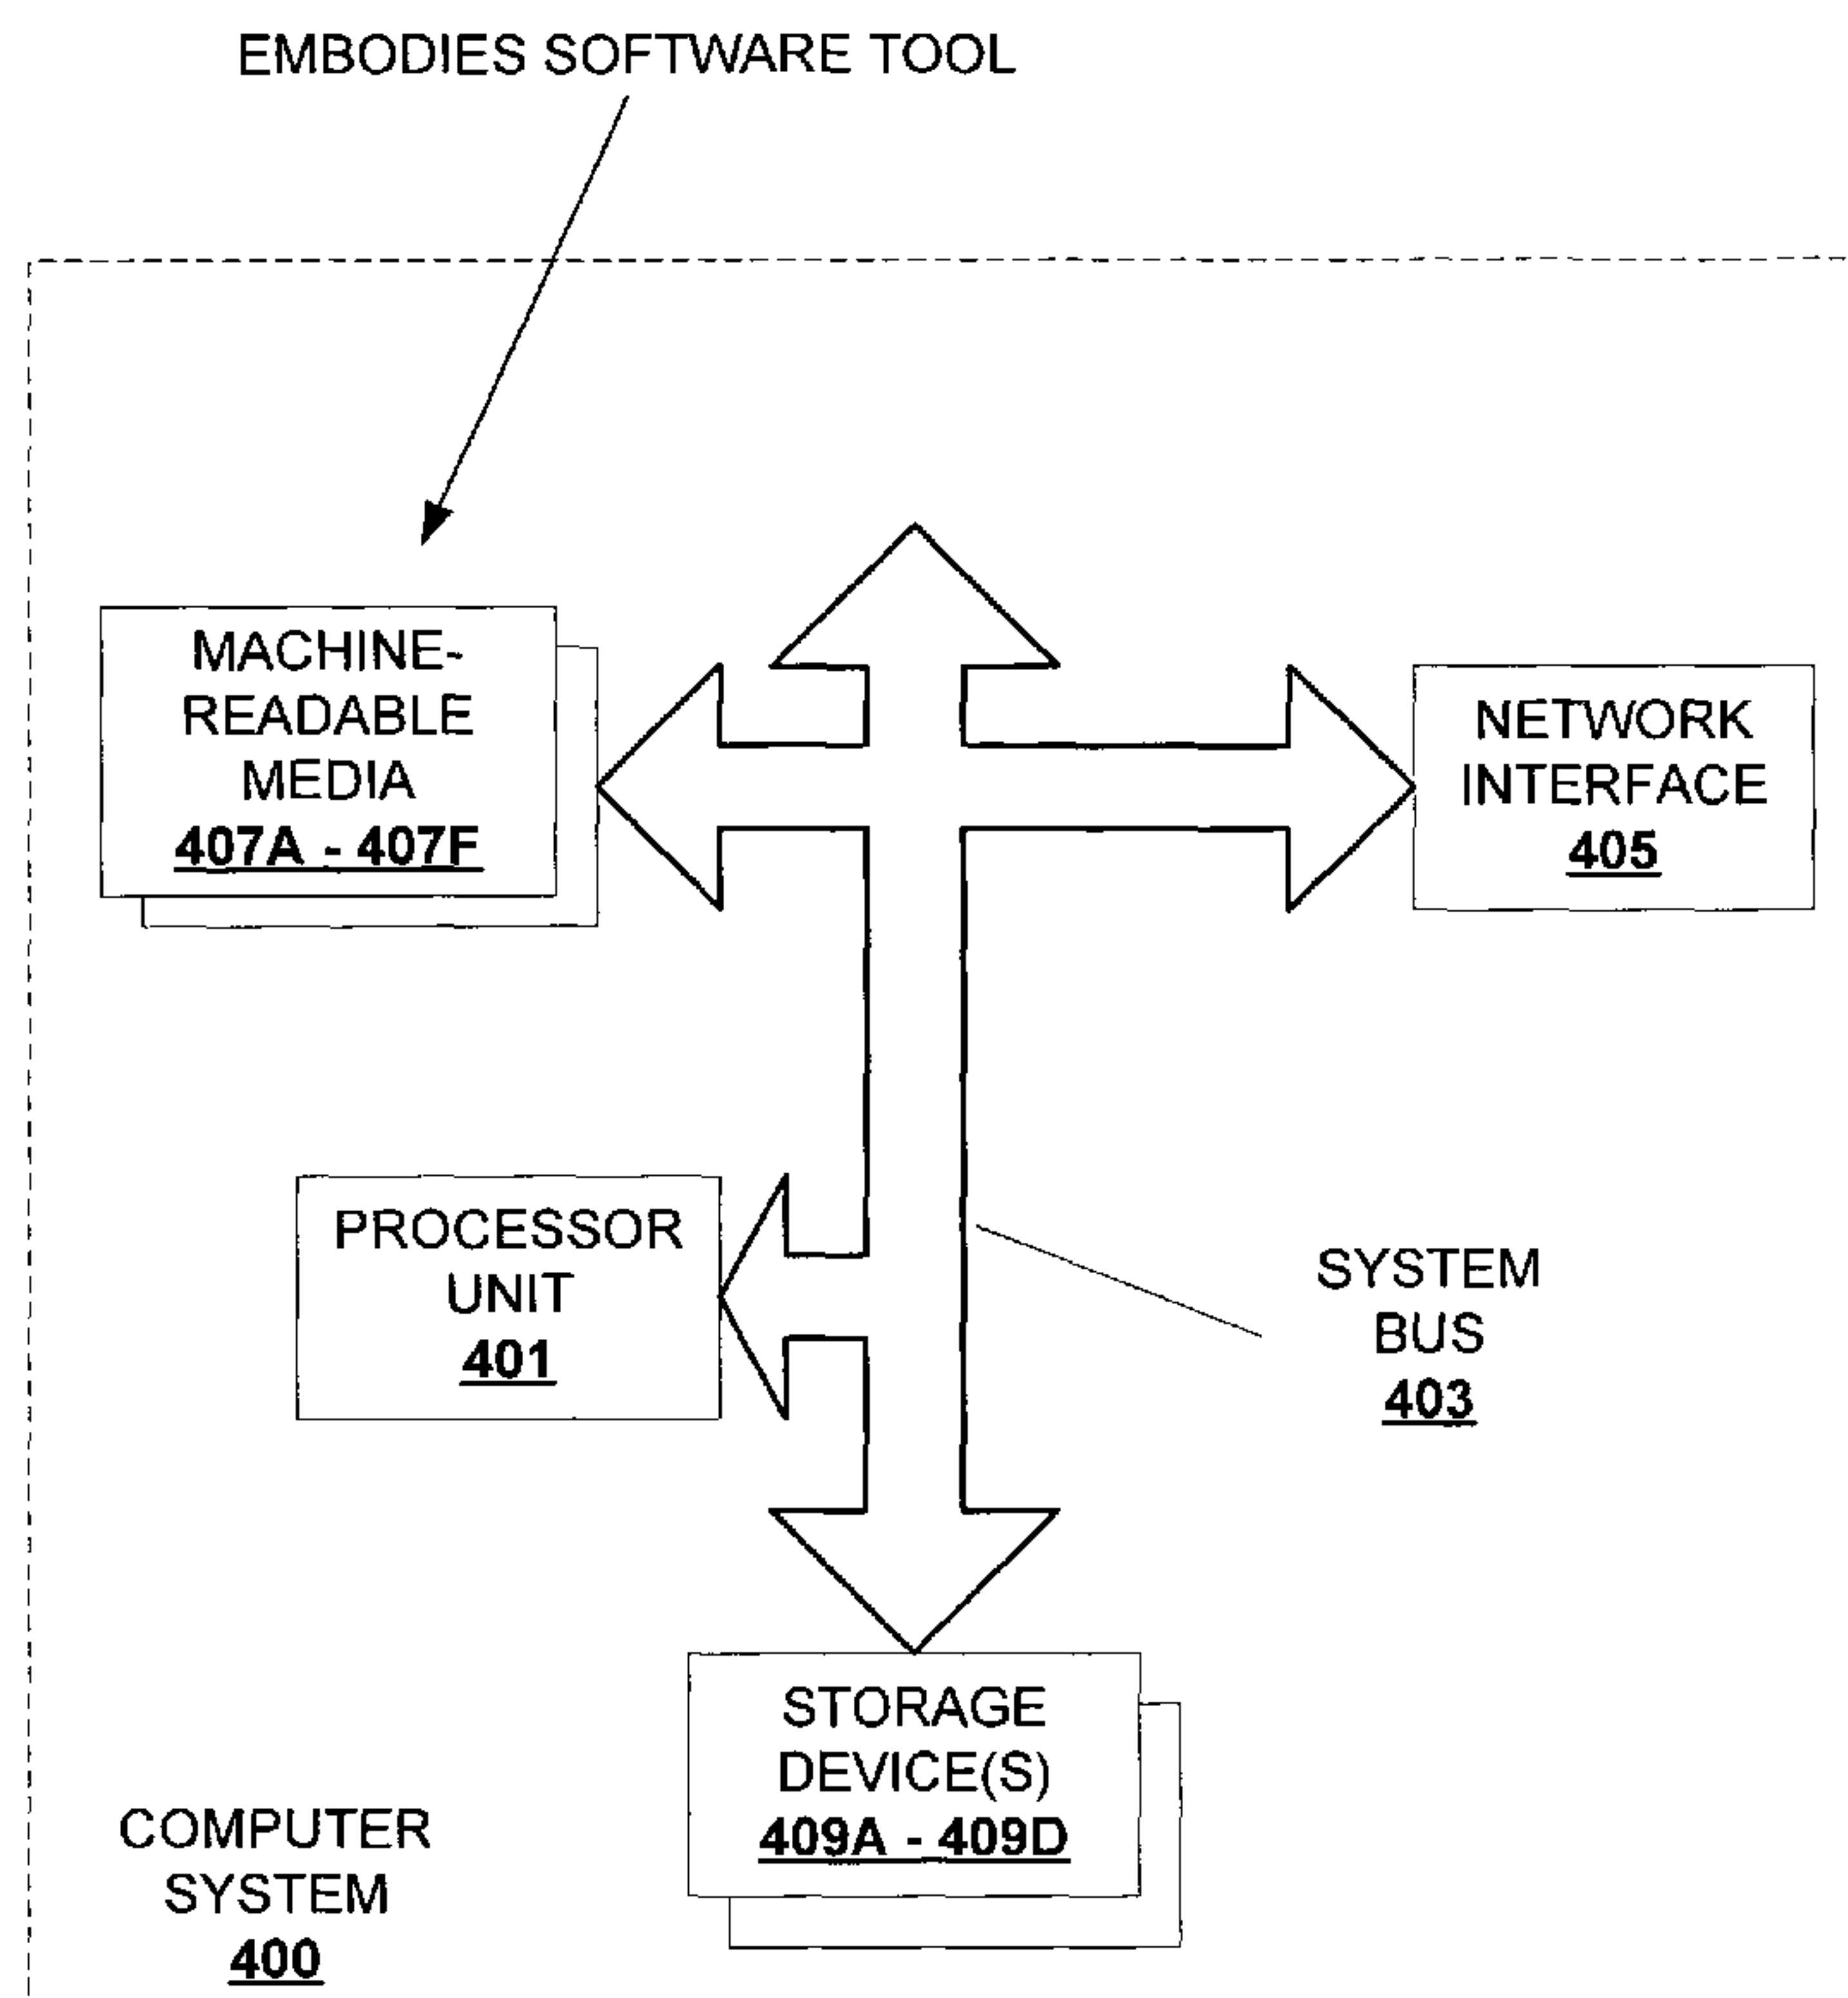 EMBODIES SOFTWARE TOOL
MACHINE-
READABLE
MEDIA
407A - 407F
NETWORK
INTERFACE
405
PROCESSOR
UNIT
401
SYSTEM
BUS
403
STORAGE
DEVICE(S)
409A - 409D
COMPUTER
SYSTEM
400